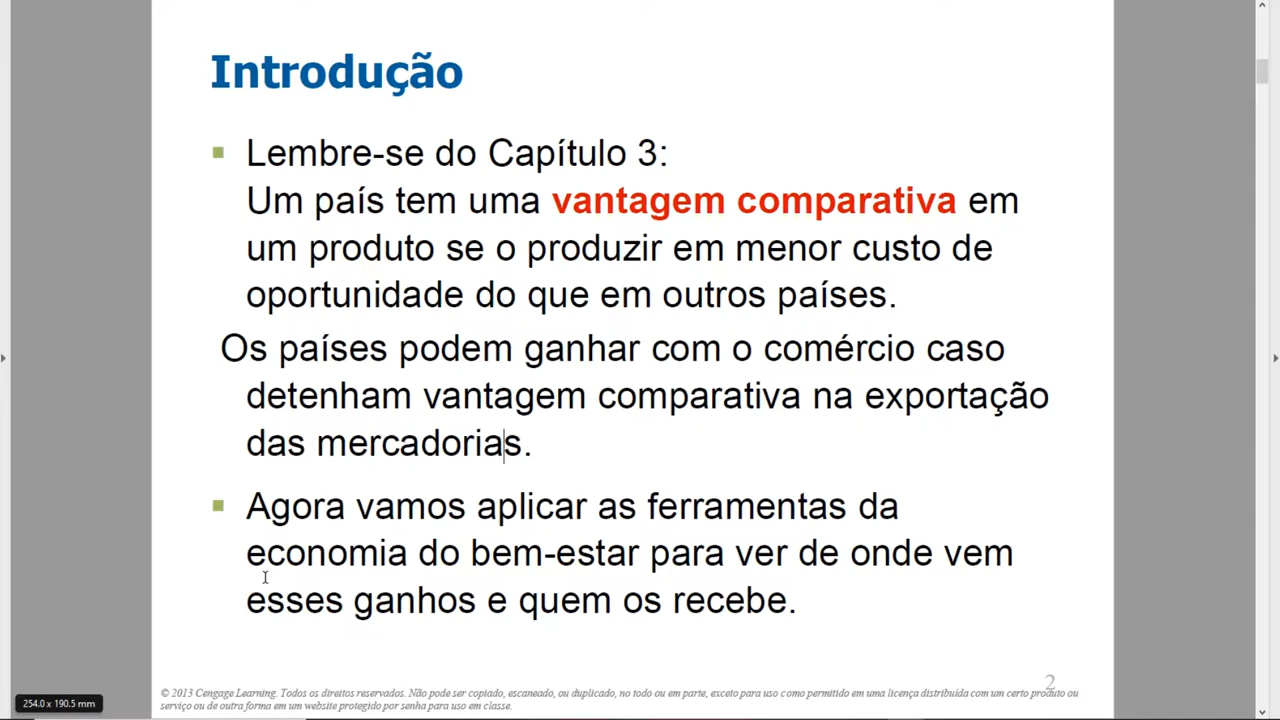 Introdução
Lembre-se do Capítulo 3:
Um país tem uma vantagem comparativa em
um produto se o produzir em menor custo de
oportunidade do que em outros países.
Os países podem ganhar com o comércio caso
detenham vantagem comparativa na exportação
das mercadorias.
Agora vamos aplicar as ferramentas da
economia do bem-estar para ver de onde vem
esses ganhos e quem os recebe.
2
© 2013 Cengage Learning. Todos os direitos reservados. Não pode ser copiado, escaneado, ou duplicado, no todo ou em parte, exceto para uso como permitido em uma licença distribuída com um certo produto ou
serviço ou de outra forma em um website protegido por senha para uso em classe.
254.0 x 190.5 mm